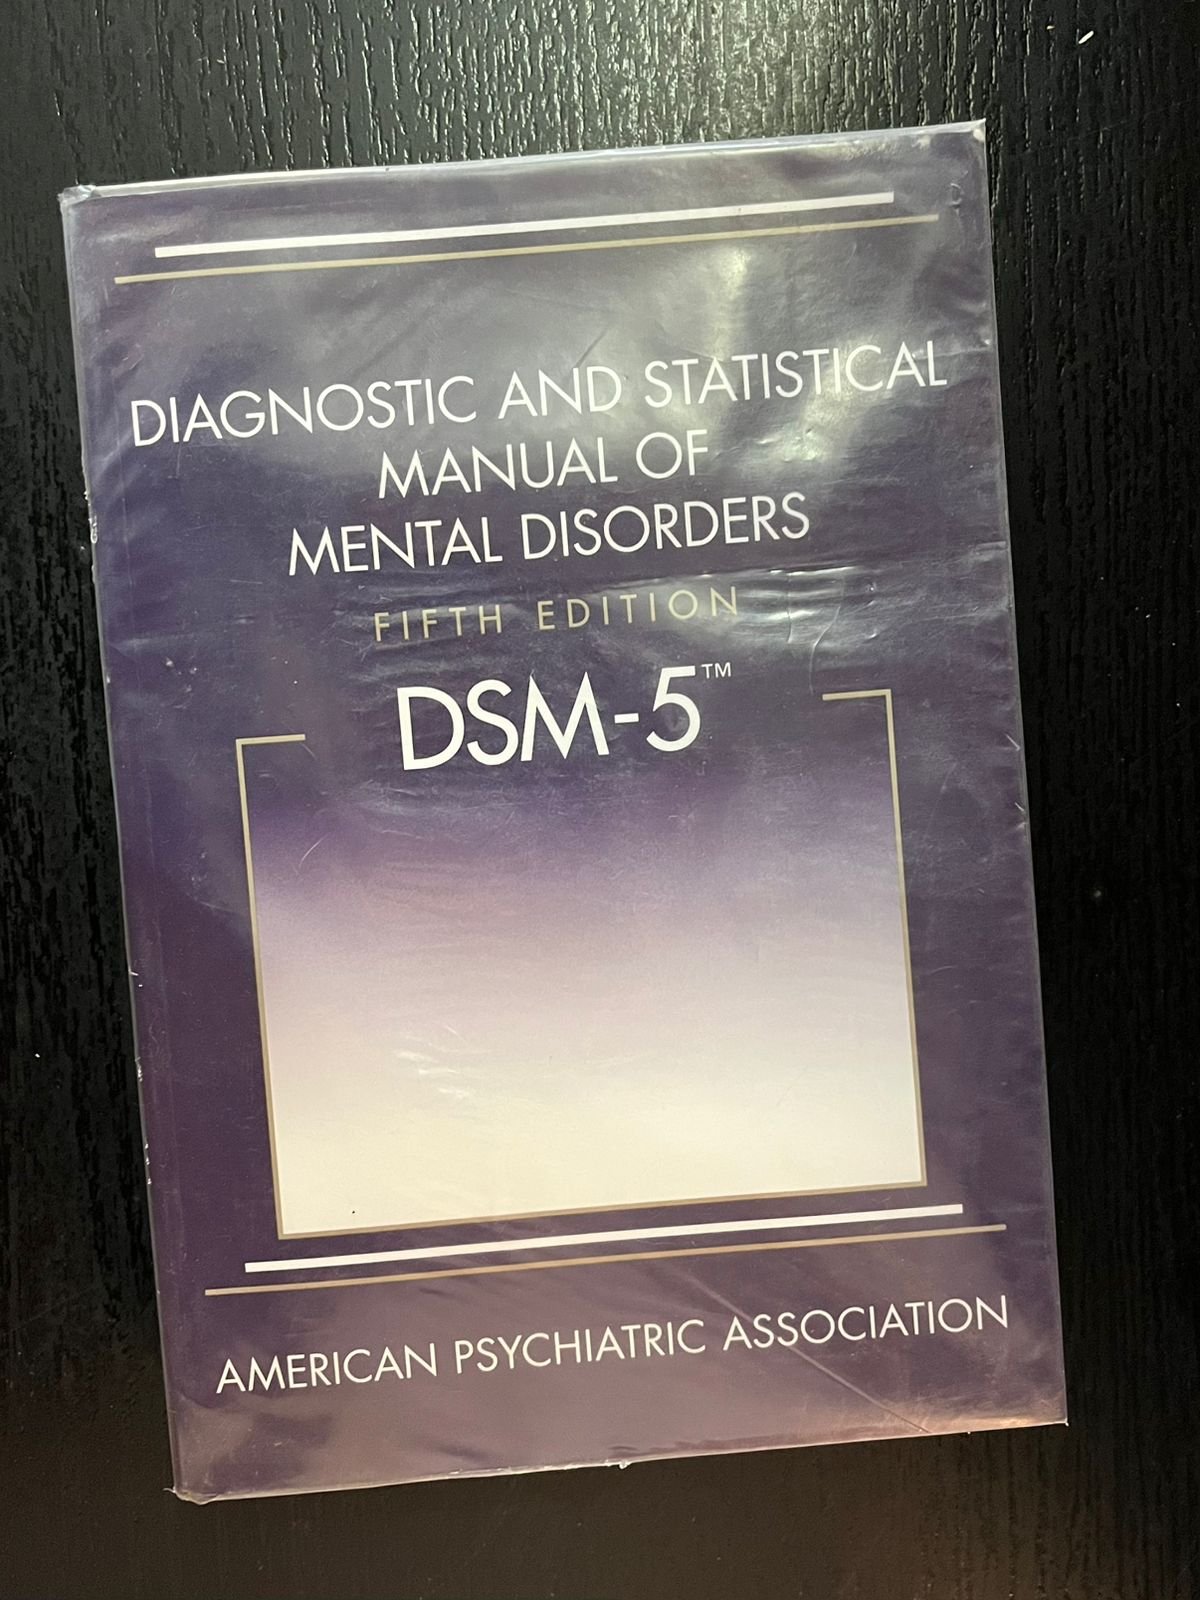 DIAGNOSTIC AND STATISTICAL
MANUAL OF
MENTAL DISORDERS
FIFTH EDITION
DSM-5™
AMERICAN PSYCHIATRIC ASSOCIATION